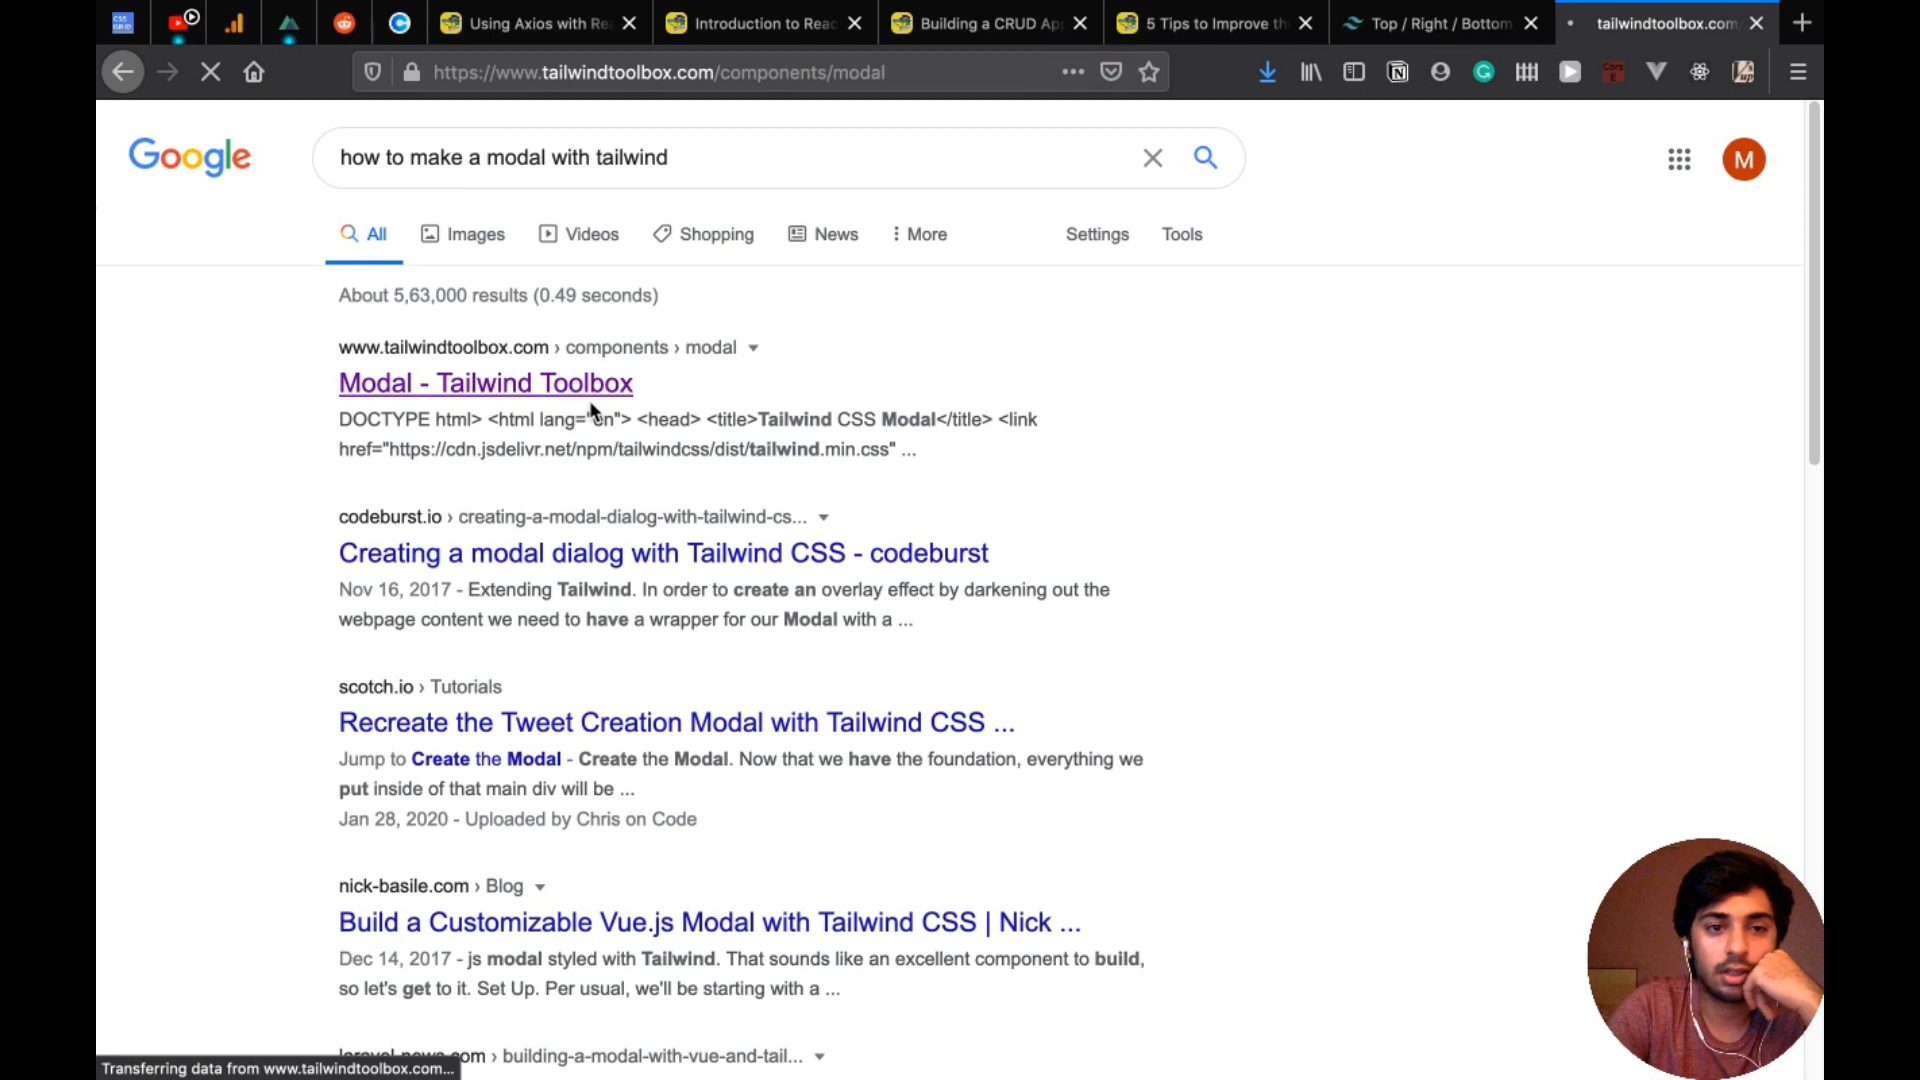 CSS GRID
Using Axios with Rea
Introduction to Reac
Building a CRUD Ap
5 Tips to Improve th
Top / Right / Bottom
tailwindtoolbox.com
https://www.tailwindtoolbox.com/components/modal
Google
how to make a modal with tailwind
M
All
Images
Videos
Shopping
News
More
Settings
Tools
About 5,63,000 results (0.49 seconds)
www.tailwindtoolbox.com › components › modal
Modal - Tailwind Toolbox
DOCTYPE html> <html lang="en"> <head> <title>Tailwind CSS Modal</title> <link
href="https://cdn.jsdelivr.net/npm/tailwindcss/dist/tailwind.min.css" ...
codeburst.io › creating-a-modal-dialog-with-tailwind-cs...
Creating a modal dialog with Tailwind CSS - codeburst
Nov 16, 2017 - Extending Tailwind. In order to create an overlay effect by darkening out the
webpage content we need to have a wrapper for our Modal with a ...
scotch.io › Tutorials
Recreate the Tweet Creation Modal with Tailwind CSS ...
Jump to Create the Modal - Create the Modal. Now that we have the foundation, everything we
put inside of that main div will be ...
Jan 28, 2020 - Uploaded by Chris on Code
nick-basile.com › Blog
Build a Customizable Vue.js Modal with Tailwind CSS | Nick ...
Dec 14, 2017 - js modal styled with Tailwind. That sounds like an excellent component to build,
so let's get to it. Set Up. Per usual, we'll be starting with a ...
laravel-news.com › building-a-modal-with-vue-and-tail...
Transferring data from www.tailwindtoolbox.com...